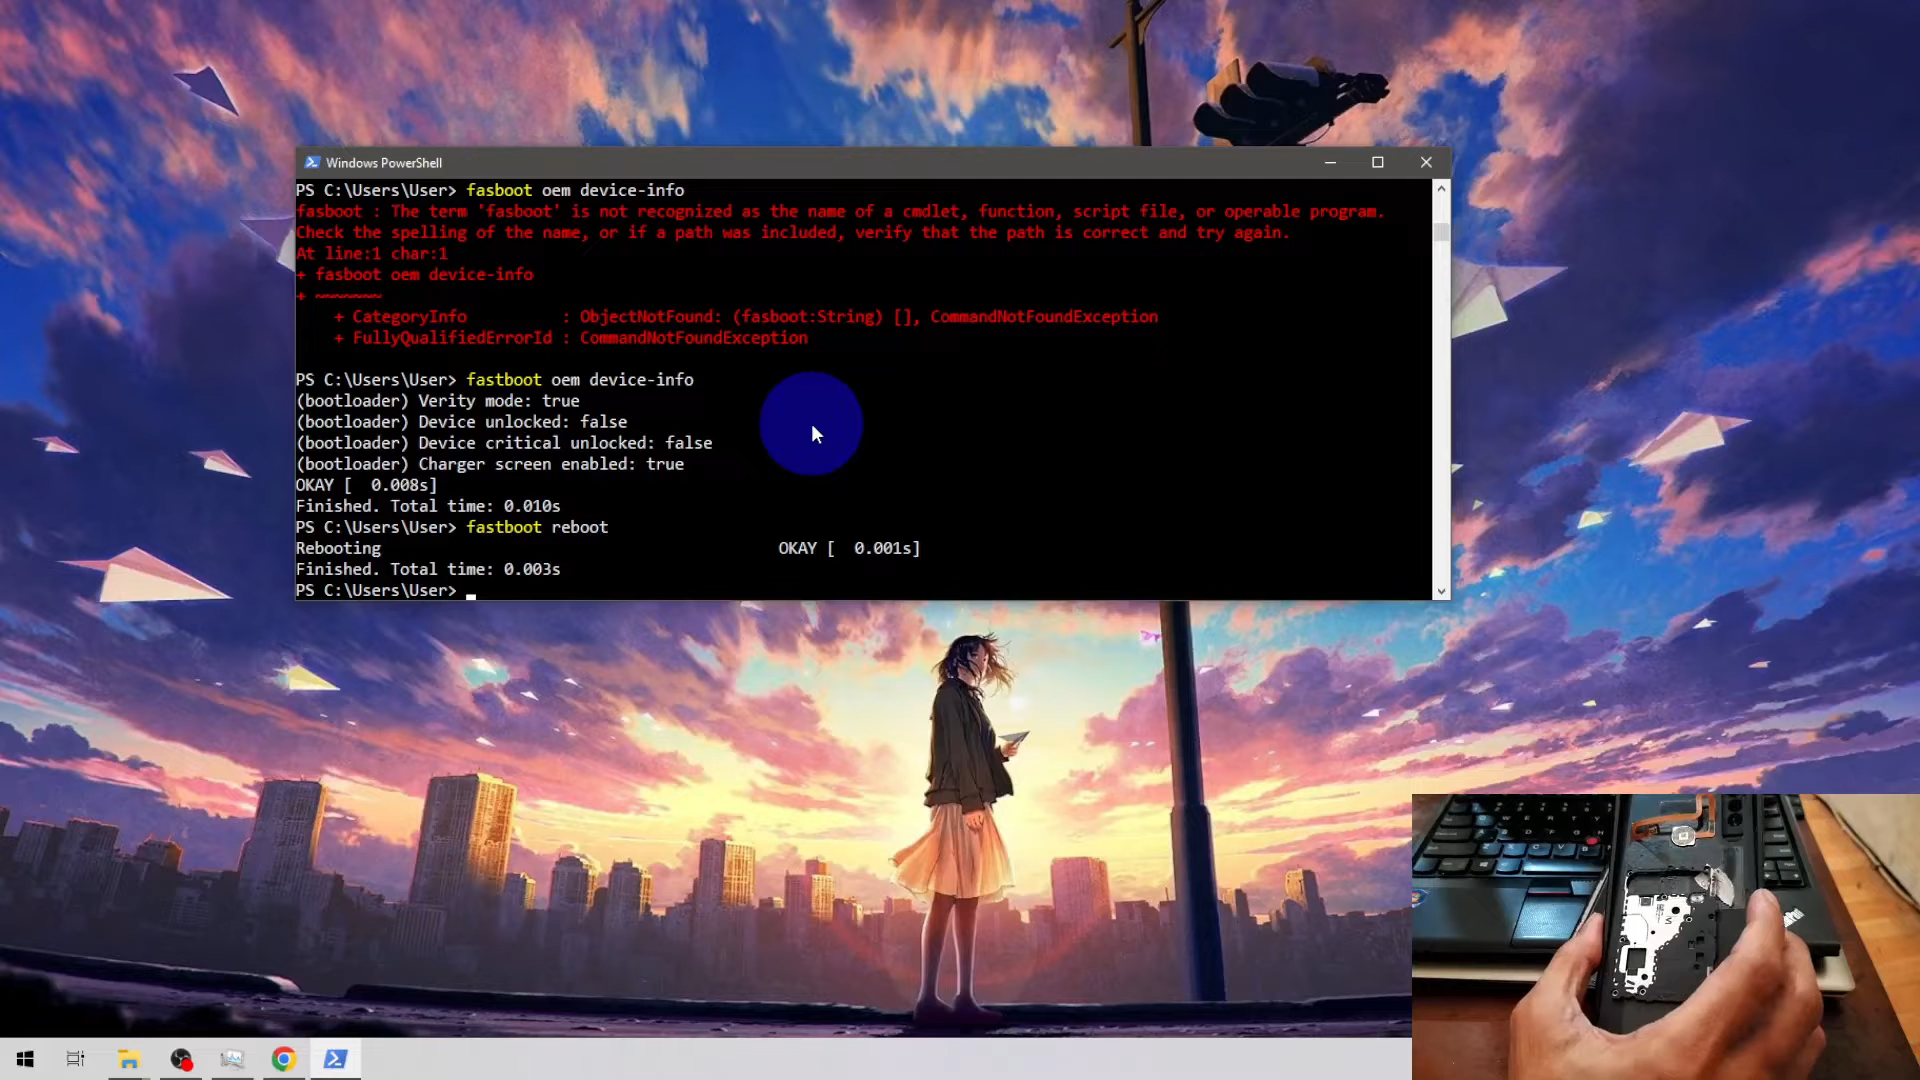 Windows PowerShell
PS C:\Users\User> fasboot oem device-info
fasboot : The term 'fasboot' is not recognized as the name of a cmdlet, function, script file, or operable program.
Check the spelling of the name, or if a path was included, verify that the path is correct and try again.
At line:1 char:1
+ fasboot oem device-info
+ ~~~~~~~
    + CategoryInfo          : ObjectNotFound: (fasboot:String) [], CommandNotFoundException
    + FullyQualifiedErrorId : CommandNotFoundException
PS C:\Users\User> fastboot oem device-info
(bootloader) Verity mode: true
(bootloader) Device unlocked: false
(bootloader) Device critical unlocked: false
(bootloader) Charger screen enabled: true
OKAY [  0.008s]
Finished. Total time: 0.010s
PS C:\Users\User> fastboot reboot
Rebooting                                          OKAY [  0.001s]
Finished. Total time: 0.003s
PS C:\Users\User>